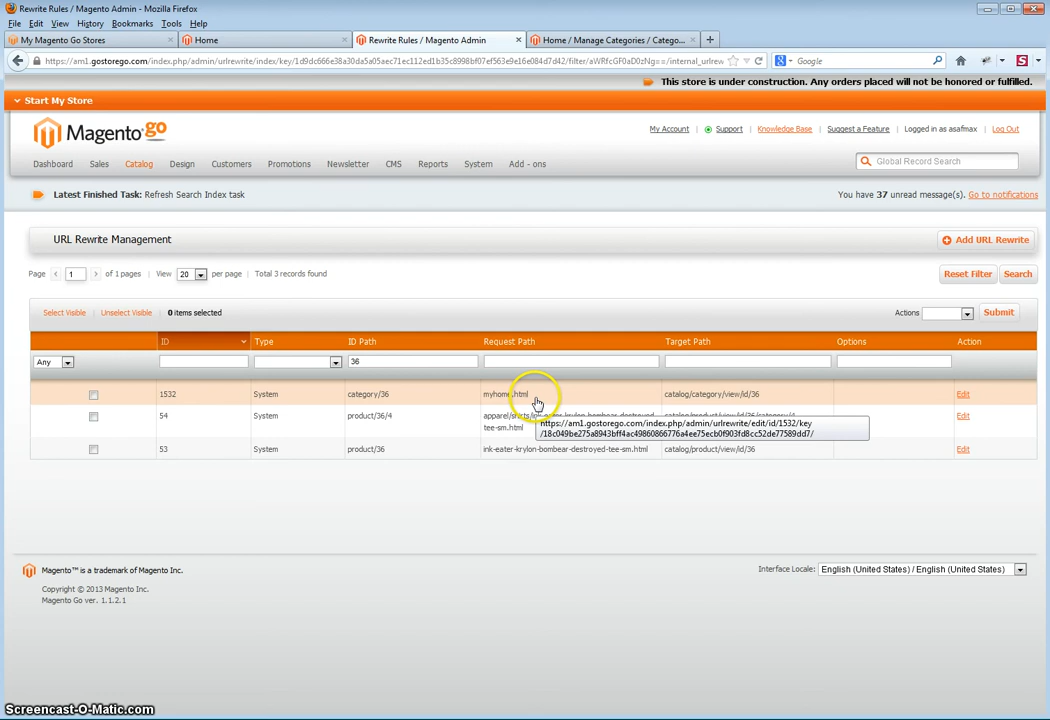 Rewrite Rules / Magento Admin - Mozilla Firefox
File Edit View History Bookmarks Tools Help
My Magento Go Stores × Home × Rewrite Rules / Magento Admin × Home / Manage Categories / Catego... × +
https://am1.gostorego.com/index.php/admin/urlrewrite/index/key/ Google
This store is under construction. Any orders placed will not be honored or fulfilled.
Start My Store
Magento go
My Account Support Knowledge Base Suggest a Feature Logged in as asafmax Log Out
Dashboard Sales Catalog Design Customers Promotions Newsletter CMS Reports System Add - ons Global Record Search
Latest Finished Task: Refresh Search Index task You have 37 unread message(s). Go to notifications
URL Rewrite Management Add URL Rewrite
Page 1 of 1 pages | View 20 per page | Total 3 records found Reset Filter Search
Select Visible | Unselect Visible | 0 items selected Actions Submit
ID Type ID Path Request Path Target Path Options Action
Any 36
1532 System category/36 myhome.html catalog/category/view/id/36 Edit
54 System product/36/4 apparel/shirts/ink-eater-krylon-bombear-destroyed- catalog/product/view/id/36/category/4 Edit
tee-sm.html
https://am1.gostorego.com/index.php/admin/urlrewrite/edit/id/1532/key
/18c049be275a8943bff4ac49860866776a4ee75ecb0f903fd8cc52de77589dd7/
53 System product/36 ink-eater-krylon-bombear-destroyed-tee-sm.html catalog/product/view/id/36 Edit
Magento™ is a trademark of Magento Inc. Interface Locale: English (United States) / English (United States)
Copyright © 2013 Magento Inc.
Magento Go ver. 1.1.2.1
Screencast-O-Matic.com